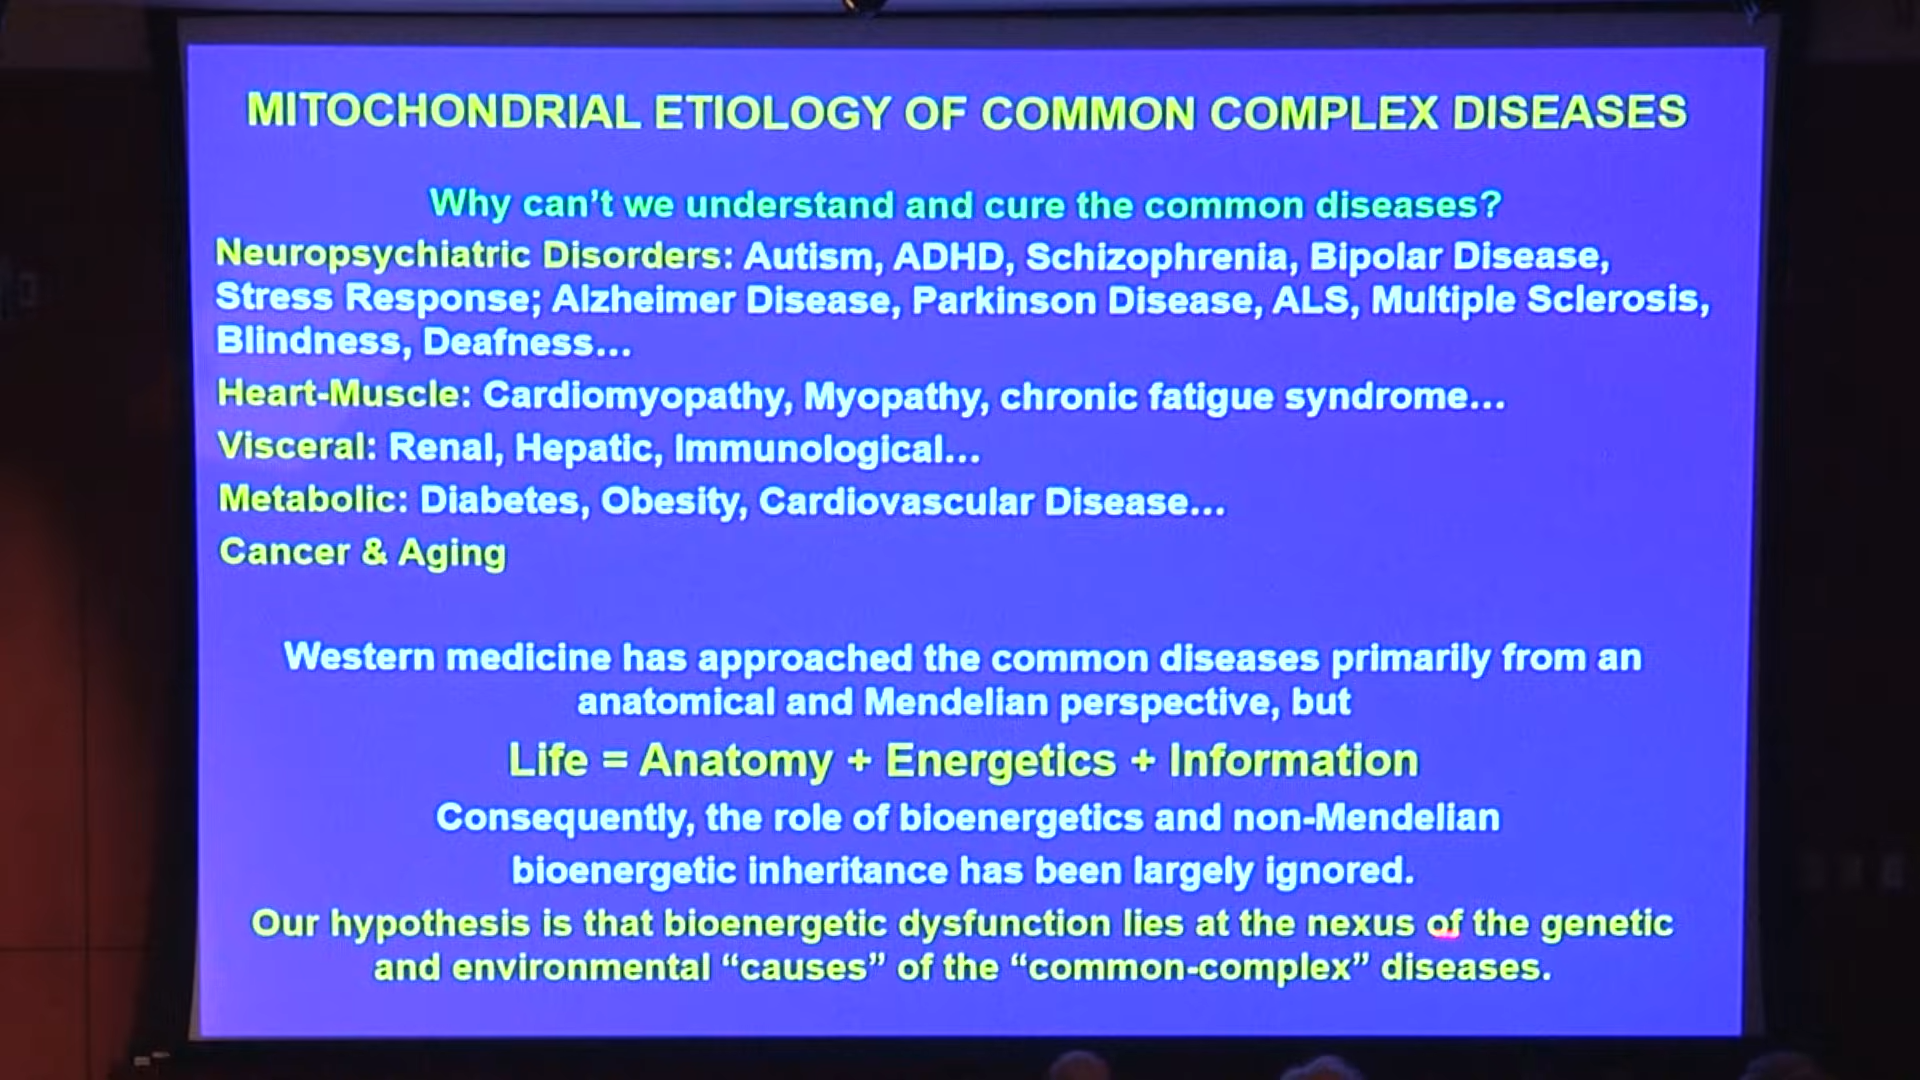 MITOCHONDRIAL ETIOLOGY OF COMMON COMPLEX DISEASES
Why can’t we understand and cure the common diseases?
Neuropsychiatric Disorders: Autism, ADHD, Schizophrenia, Bipolar Disease,
Stress Response; Alzheimer Disease, Parkinson Disease, ALS, Multiple Sclerosis,
Blindness, Deafness…
Heart-Muscle: Cardiomyopathy, Myopathy, chronic fatigue syndrome…
Visceral: Renal, Hepatic, Immunological…
Metabolic: Diabetes, Obesity, Cardiovascular Disease…
Cancer & Aging
Western medicine has approached the common diseases primarily from an
anatomical and Mendelian perspective, but
Life = Anatomy + Energetics + Information
Consequently, the role of bioenergetics and non-Mendelian
bioenergetic inheritance has been largely ignored.
Our hypothesis is that bioenergetic dysfunction lies at the nexus of the genetic
and environmental “causes” of the “common-complex” diseases.